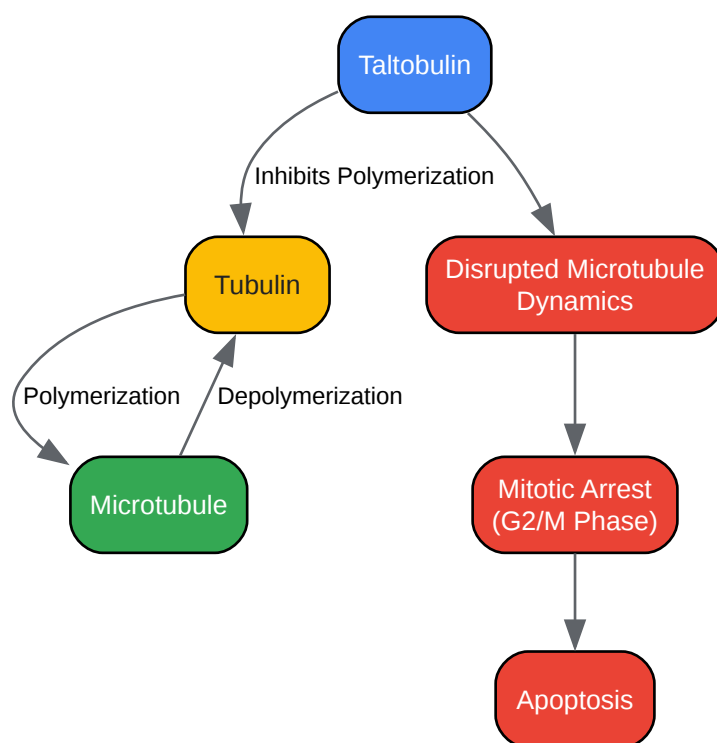 Taltobulin
Inhibits Polymerization
Tubulin
Disrupted Microtubule
Dynamics
Polymerization
Depolymerization
Microtubule
Mitotic Arrest
(G2/M Phase)
Apoptosis